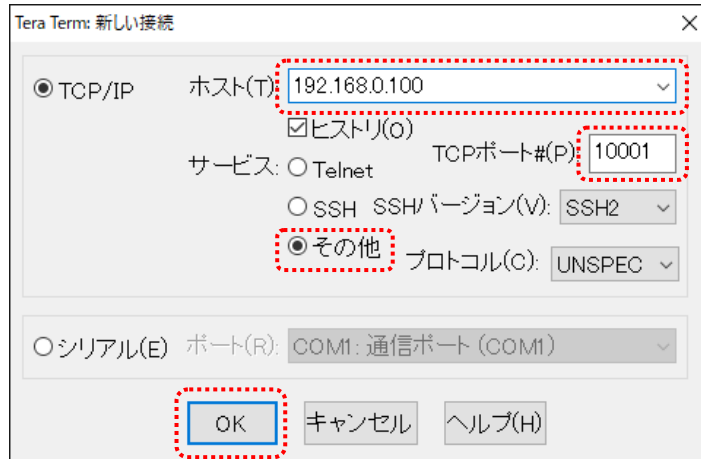 Tera Term: 新しい接続
TCP/IP ホスト(T): 192.168.0.100
ヒストリ(O)
サービス: Telnet TCPポート#(P): 10001
SSH SSHバージョン(V): SSH2
その他 プロトコル(C): UNSPEC
シリアル(E) ポート(R): COM1: 通信ポート (COM1)
OK キャンセル ヘルプ(H)